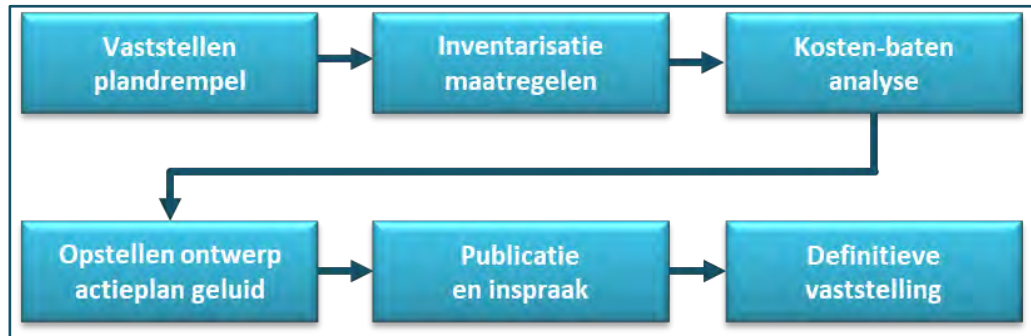 Vaststellen
plandrempel
Inventarisatie
maatregelen
Kosten-baten
analyse
Opstellen ontwerp
actieplan geluid
Publicatie
en inspraak
Definitieve
vaststelling